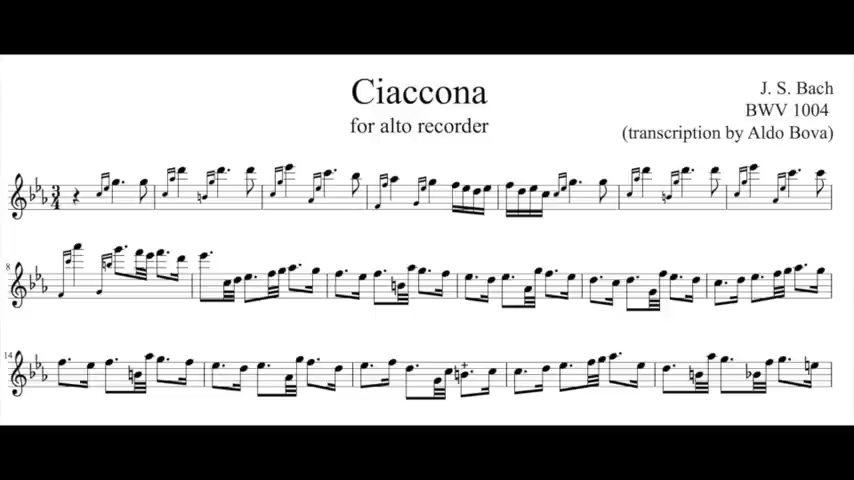 Ciaccona
for alto recorder
J. S. Bach
BWV 1004
(transcription by Aldo Bova)
3
4
8
14